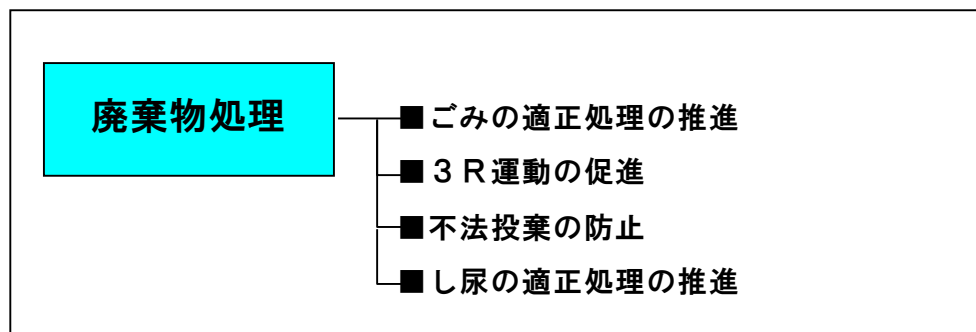 廃棄物処理
■ごみの適正処理の推進
■３Ｒ運動の促進
■不法投棄の防止
■し尿の適正処理の推進